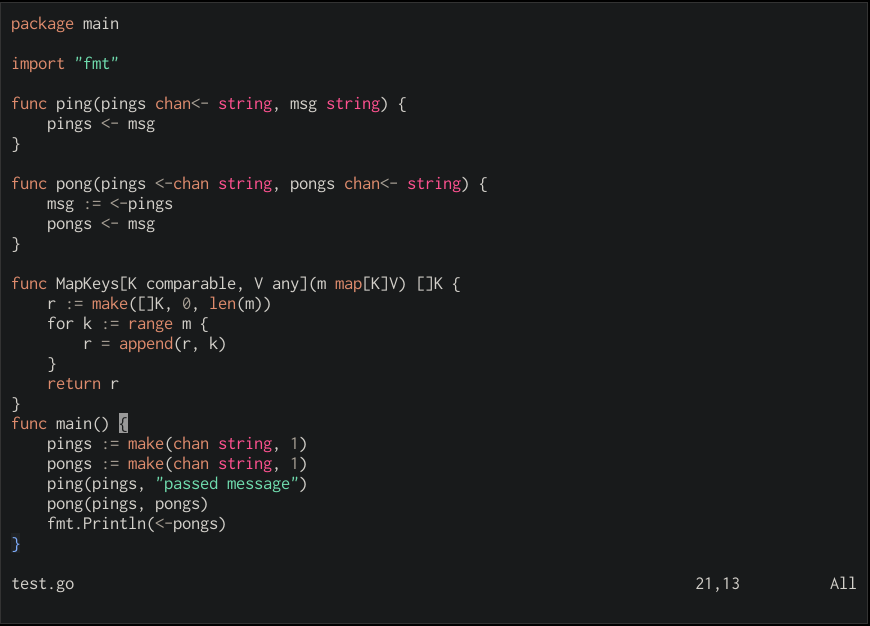 package main

import "fmt"

func ping(pings chan<- string, msg string) {
    pings <- msg
}

func pong(pings <-chan string, pongs chan<- string) {
    msg := <-pings
    pongs <- msg
}

func MapKeys[K comparable, V any](m map[K]V) []K {
    r := make([]K, 0, len(m))
    for k := range m {
        r = append(r, k)
    }
    return r
}
func main() {
    pings := make(chan string, 1)
    pongs := make(chan string, 1)
    ping(pings, "passed message")
    pong(pings, pongs)
    fmt.Println(<-pongs)
}

test.go 21,13 All